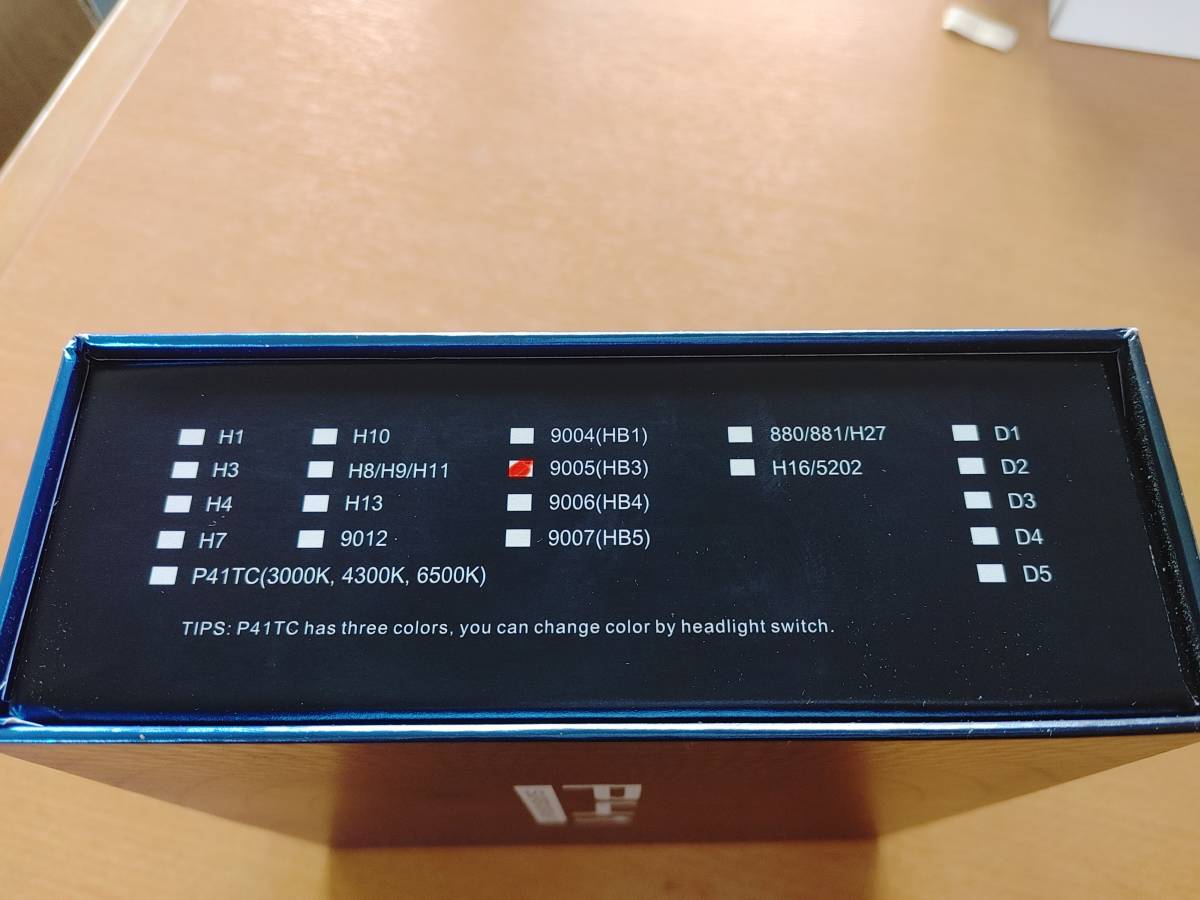 H1 H10 9004(HB1) 880/881/H27 D1
H3 H8/H9/H11 9005(HB3) H16/5202 D2
H4 H13 9006(HB4) D3
H7 9012 9007(HB5) D4
P41TC(3000K, 4300K, 6500K) D5
TIPS: P41TC has three colors, you can change color by headlight switch.